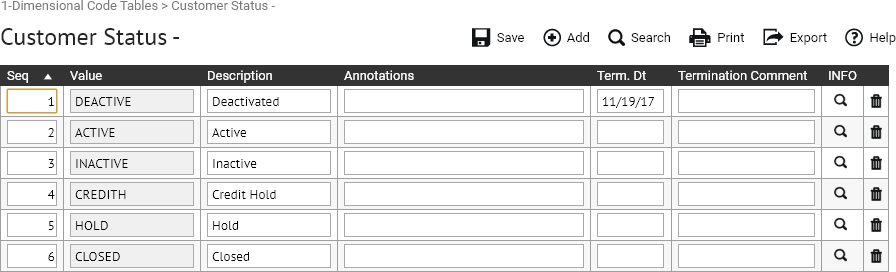 1-Dimensional Code Tables > Customer Status -
Customer Status -
Save Add Search Print Export Help
Seq Value Description Annotations Term. Dt Termination Comment INFO
1 DEACTIVE Deactivated 11/19/17
2 ACTIVE Active
3 INACTIVE Inactive
4 CREDITH Credit Hold
5 HOLD Hold
6 CLOSED Closed